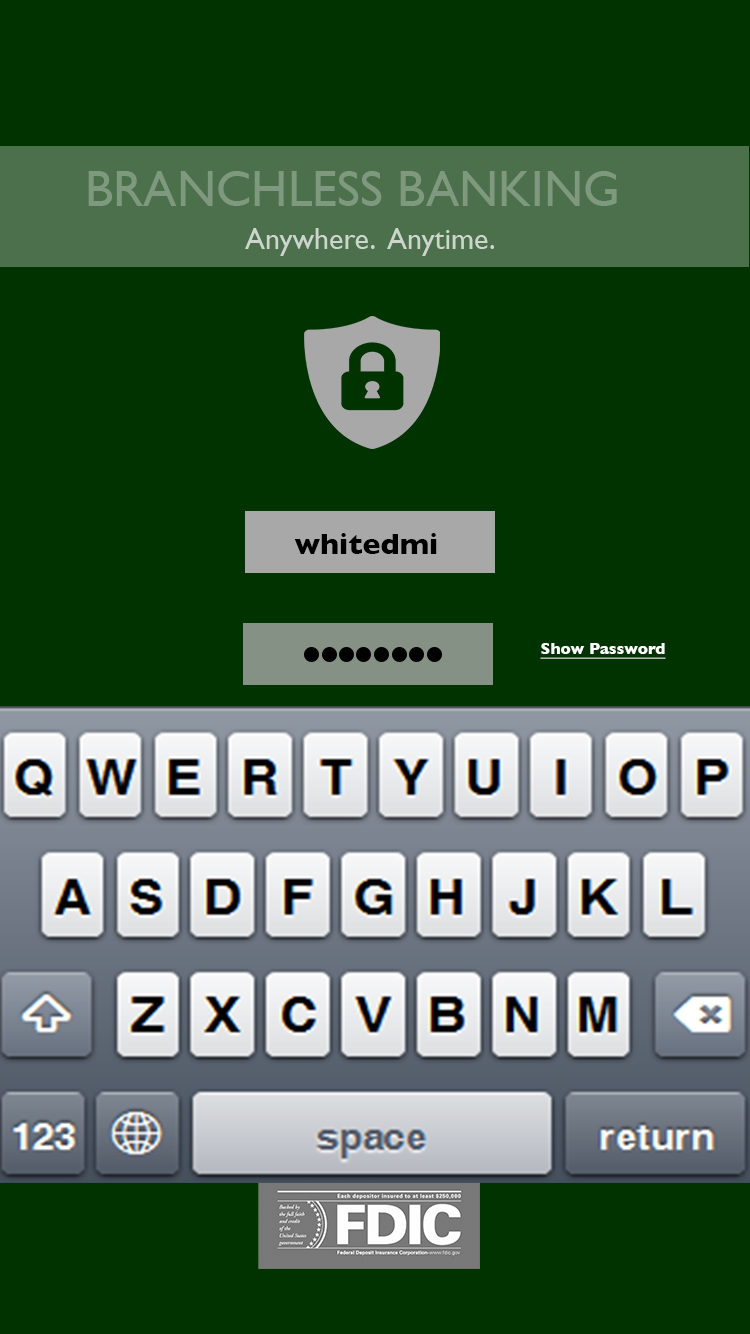 BRANCHLESS BANKING
Anywhere. Anytime.
whitedmi
••••••••
Show Password
Q W E R T Y U I O P
A S D F G H J K L
Z X C V B N M
123 space return
Each depositor insured to at least $250,000
Backed by
the full faith
and credit
of the
United States
government
FDIC
Federal Deposit Insurance Corporation • www.fdic.gov